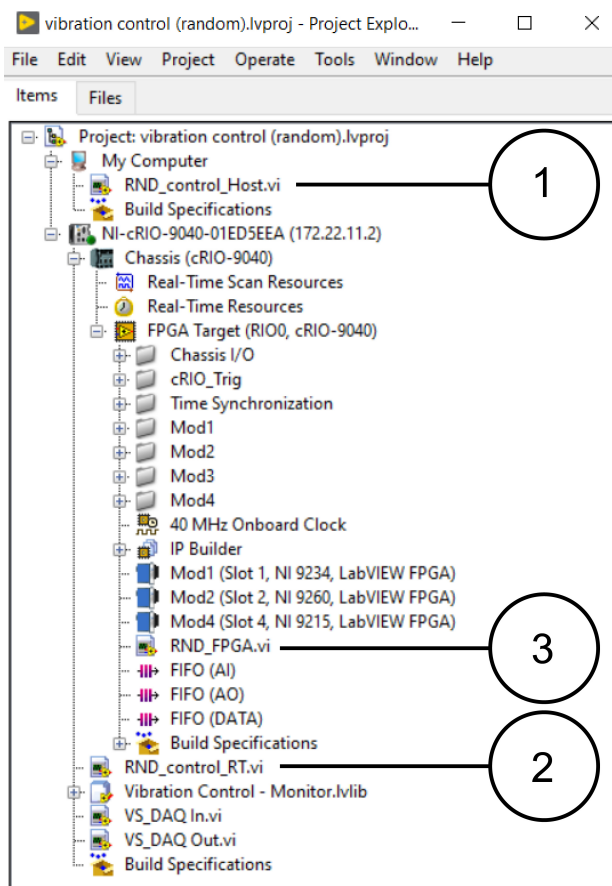 vibration control (random).lvproj - Project Explo...
File Edit View Project Operate Tools Window Help
Items Files
Project: vibration control (random).lvproj
My Computer
RND_control_Host.vi
1
Build Specifications
NI-cRIO-9040-01ED5EEA (172.22.11.2)
Chassis (cRIO-9040)
Real-Time Scan Resources
Real-Time Resources
FPGA Target (RIO0, cRIO-9040)
Chassis I/O
cRIO_Trig
Time Synchronization
Mod1
Mod2
Mod3
Mod4
40 MHz Onboard Clock
IP Builder
Mod1 (Slot 1, NI 9234, LabVIEW FPGA)
Mod2 (Slot 2, NI 9260, LabVIEW FPGA)
Mod4 (Slot 4, NI 9215, LabVIEW FPGA)
RND_FPGA.vi
3
FIFO (AI)
FIFO (AO)
FIFO (DATA)
Build Specifications
RND_control_RT.vi
2
Vibration Control - Monitor.lvlib
VS_DAQ In.vi
VS_DAQ Out.vi
Build Specifications